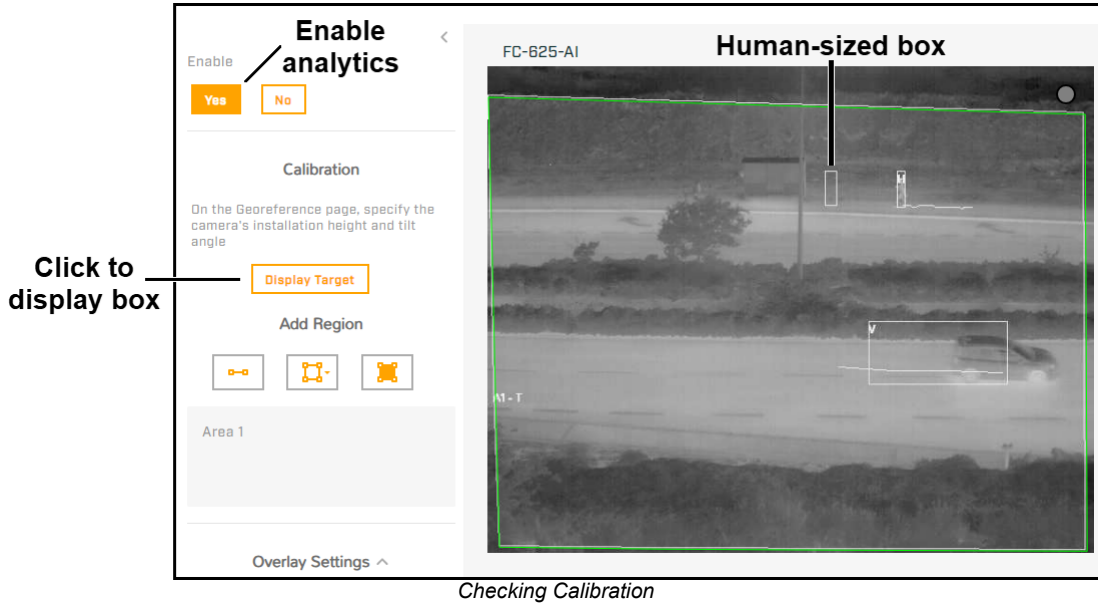 Enable
analytics
Human-sized box
Click to
display box
Enable
Yes
No
Calibration
On the Georeference page, specify the
camera's installation height and tilt
angle
Display Target
Add Region
Area 1
Overlay Settings
FC-625-AI
M
V
A1 - T
Checking Calibration